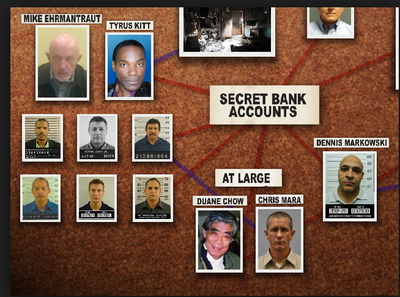 MIKE EHRMANTRAUT
TYRUS KITT
SECRET BANK
ACCOUNTS
DENNIS MARKOWSKI
AT LARGE
DUANE CHOW
CHRIS MARA